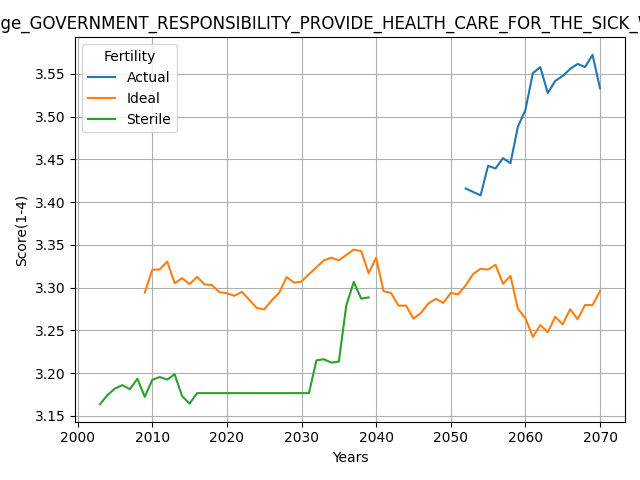 ge_GOVERNMENT_RESPONSIBILITY_PROVIDE_HEALTH_CARE_FOR_THE_SICK_
Fertility
Actual
Ideal
Sterile
Score(1-4)
3.55
3.50
3.45
3.40
3.35
3.30
3.25
3.20
3.15
2000 2010 2020 2030 2040 2050 2060 2070
Years